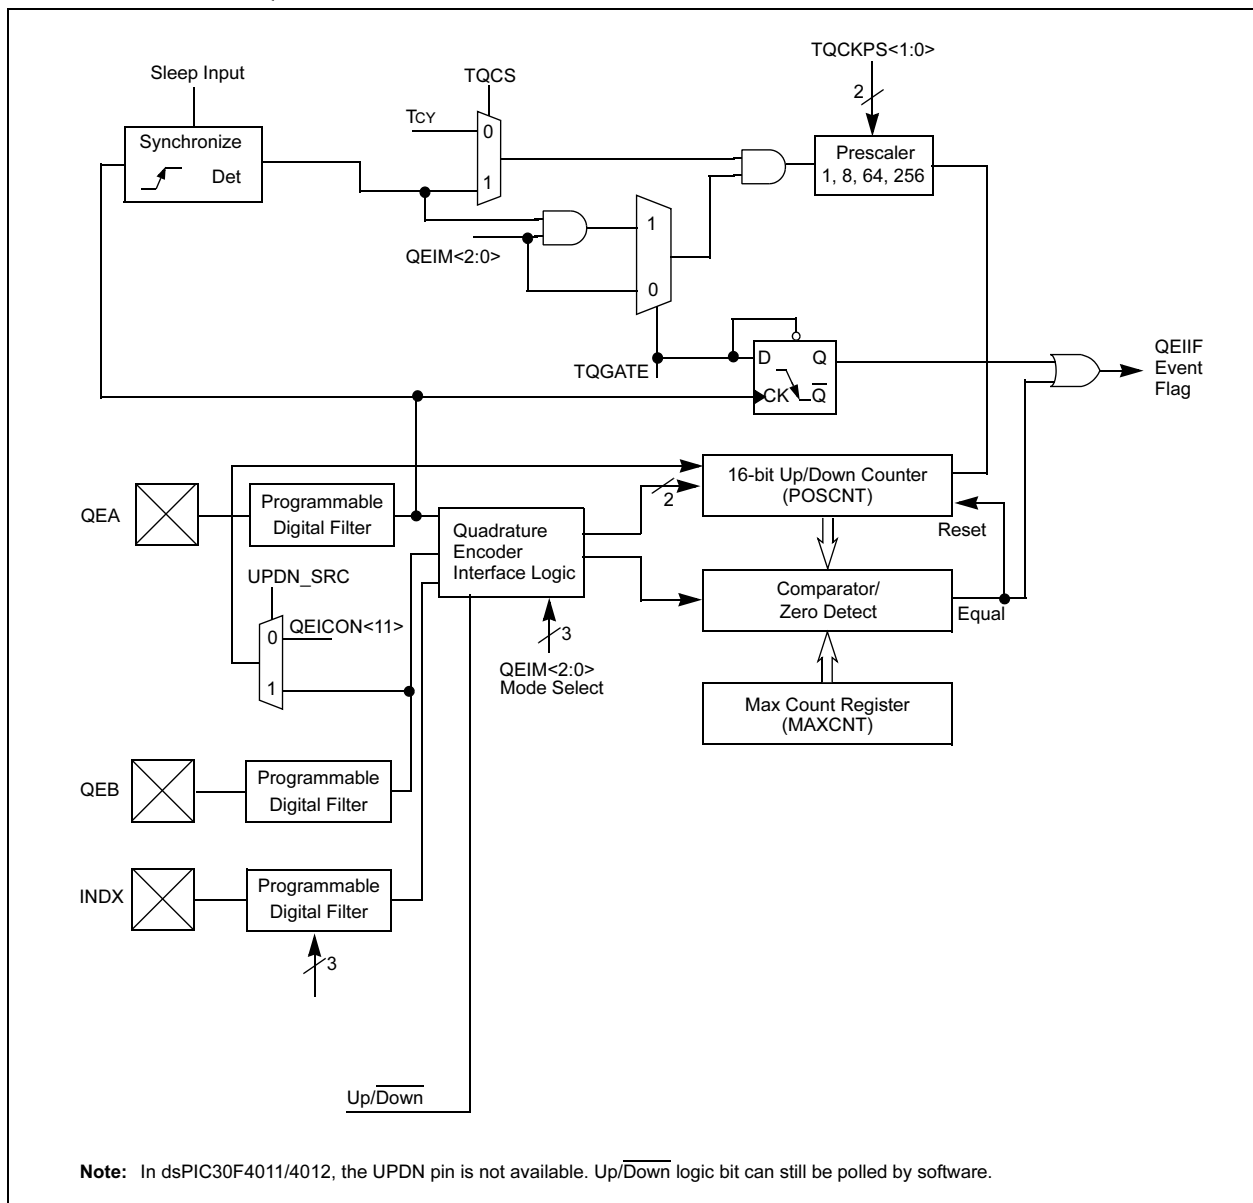 TQCKPS<1:0>
Sleep Input
TQCS
2
TCY
0
Synchronize
Det
1
Prescaler
1, 8, 64, 256
1
QEIM<2:0>
0
D Q
TQGATE
CK Q̅
QEIIF
Event
Flag
16-bit Up/Down Counter
(POSCNT)
2
Programmable
Digital Filter
QEA
Quadrature
Encoder
Interface Logic
Reset
UPDN_SRC
Comparator/
Zero Detect
Equal
0
QEICON<11>
3
1
QEIM<2:0>
Mode Select
Max Count Register
(MAXCNT)
QEB
Programmable
Digital Filter
INDX
Programmable
Digital Filter
3
Up/Down
Note: In dsPIC30F4011/4012, the UPDN pin is not available. Up/Down logic bit can still be polled by software.